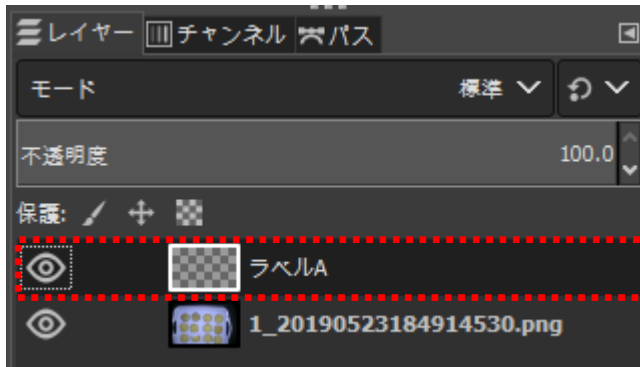 レイヤー チャンネル パス
モード 標準
不透明度 100.0
保護:
ラベルA
1_20190523184914530.png